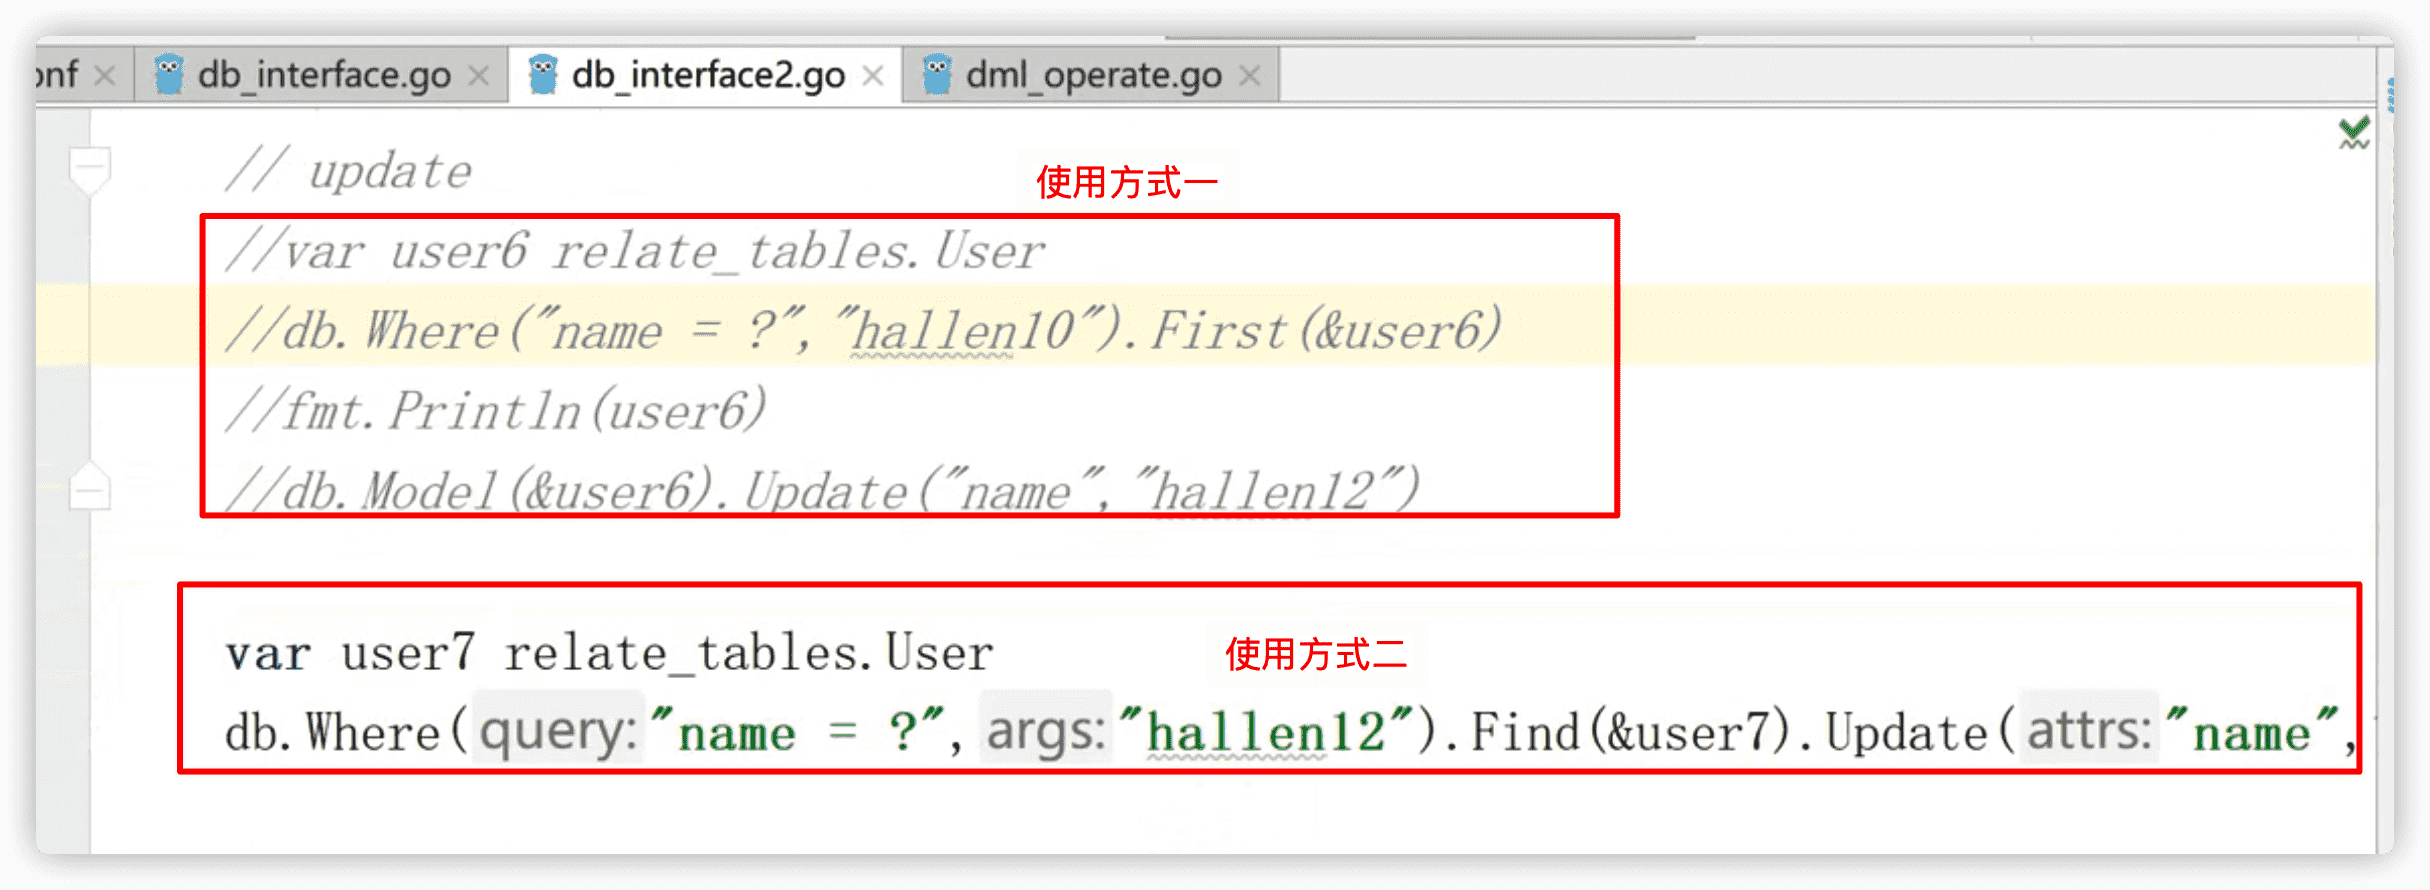 onf × db_interface.go × db_interface2.go × dml_operate.go ×
// update
使用方式一
//var user6 relate_tables.User
//db.Where("name = ?","hallen10").First(&user6)
//fmt.Println(user6)
//db.Model(&user6).Update("name","hallen12")
var user7 relate_tables.User
使用方式二
db.Where( query: "name = ?", args: "hallen12").Find(&user7).Update( attrs: "name",